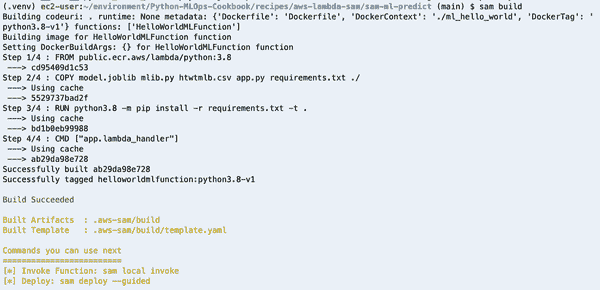 (.venv) ec2-user:~/environment/Python-MLOps-Cookbook/recipes/aws-lambda-sam/sam-ml-predict (main) $ sam build
Building codeuri: . runtime: None metadata: {'Dockerfile': 'Dockerfile', 'DockerContext': './ml_hello_world', 'DockerTag': '
python3.8-v1'} functions: ['HelloWorldMLFunction']
Building image for HelloWorldMLFunction function
Setting DockerBuildArgs: {} for HelloWorldMLFunction function
Step 1/4 : FROM public.ecr.aws/lambda/python:3.8
---> cd95409d1c53
Step 2/4 : COPY model.joblib mlib.py htwtmlb.csv app.py requirements.txt ./
---> Using cache
---> 5529737bad2f
Step 3/4 : RUN python3.8 -m pip install -r requirements.txt -t .
---> Using cache
---> bd1b0eb99988
Step 4/4 : CMD ["app.lambda_handler"]
---> Using cache
---> ab29da98e728
Successfully built ab29da98e728
Successfully tagged helloworldmlfunction:python3.8-v1
Build Succeeded
Built Artifacts  : .aws-sam/build
Built Template   : .aws-sam/build/template.yaml
Commands you can use next
=========================
[*] Invoke Function: sam local invoke
[*] Deploy: sam deploy --guided